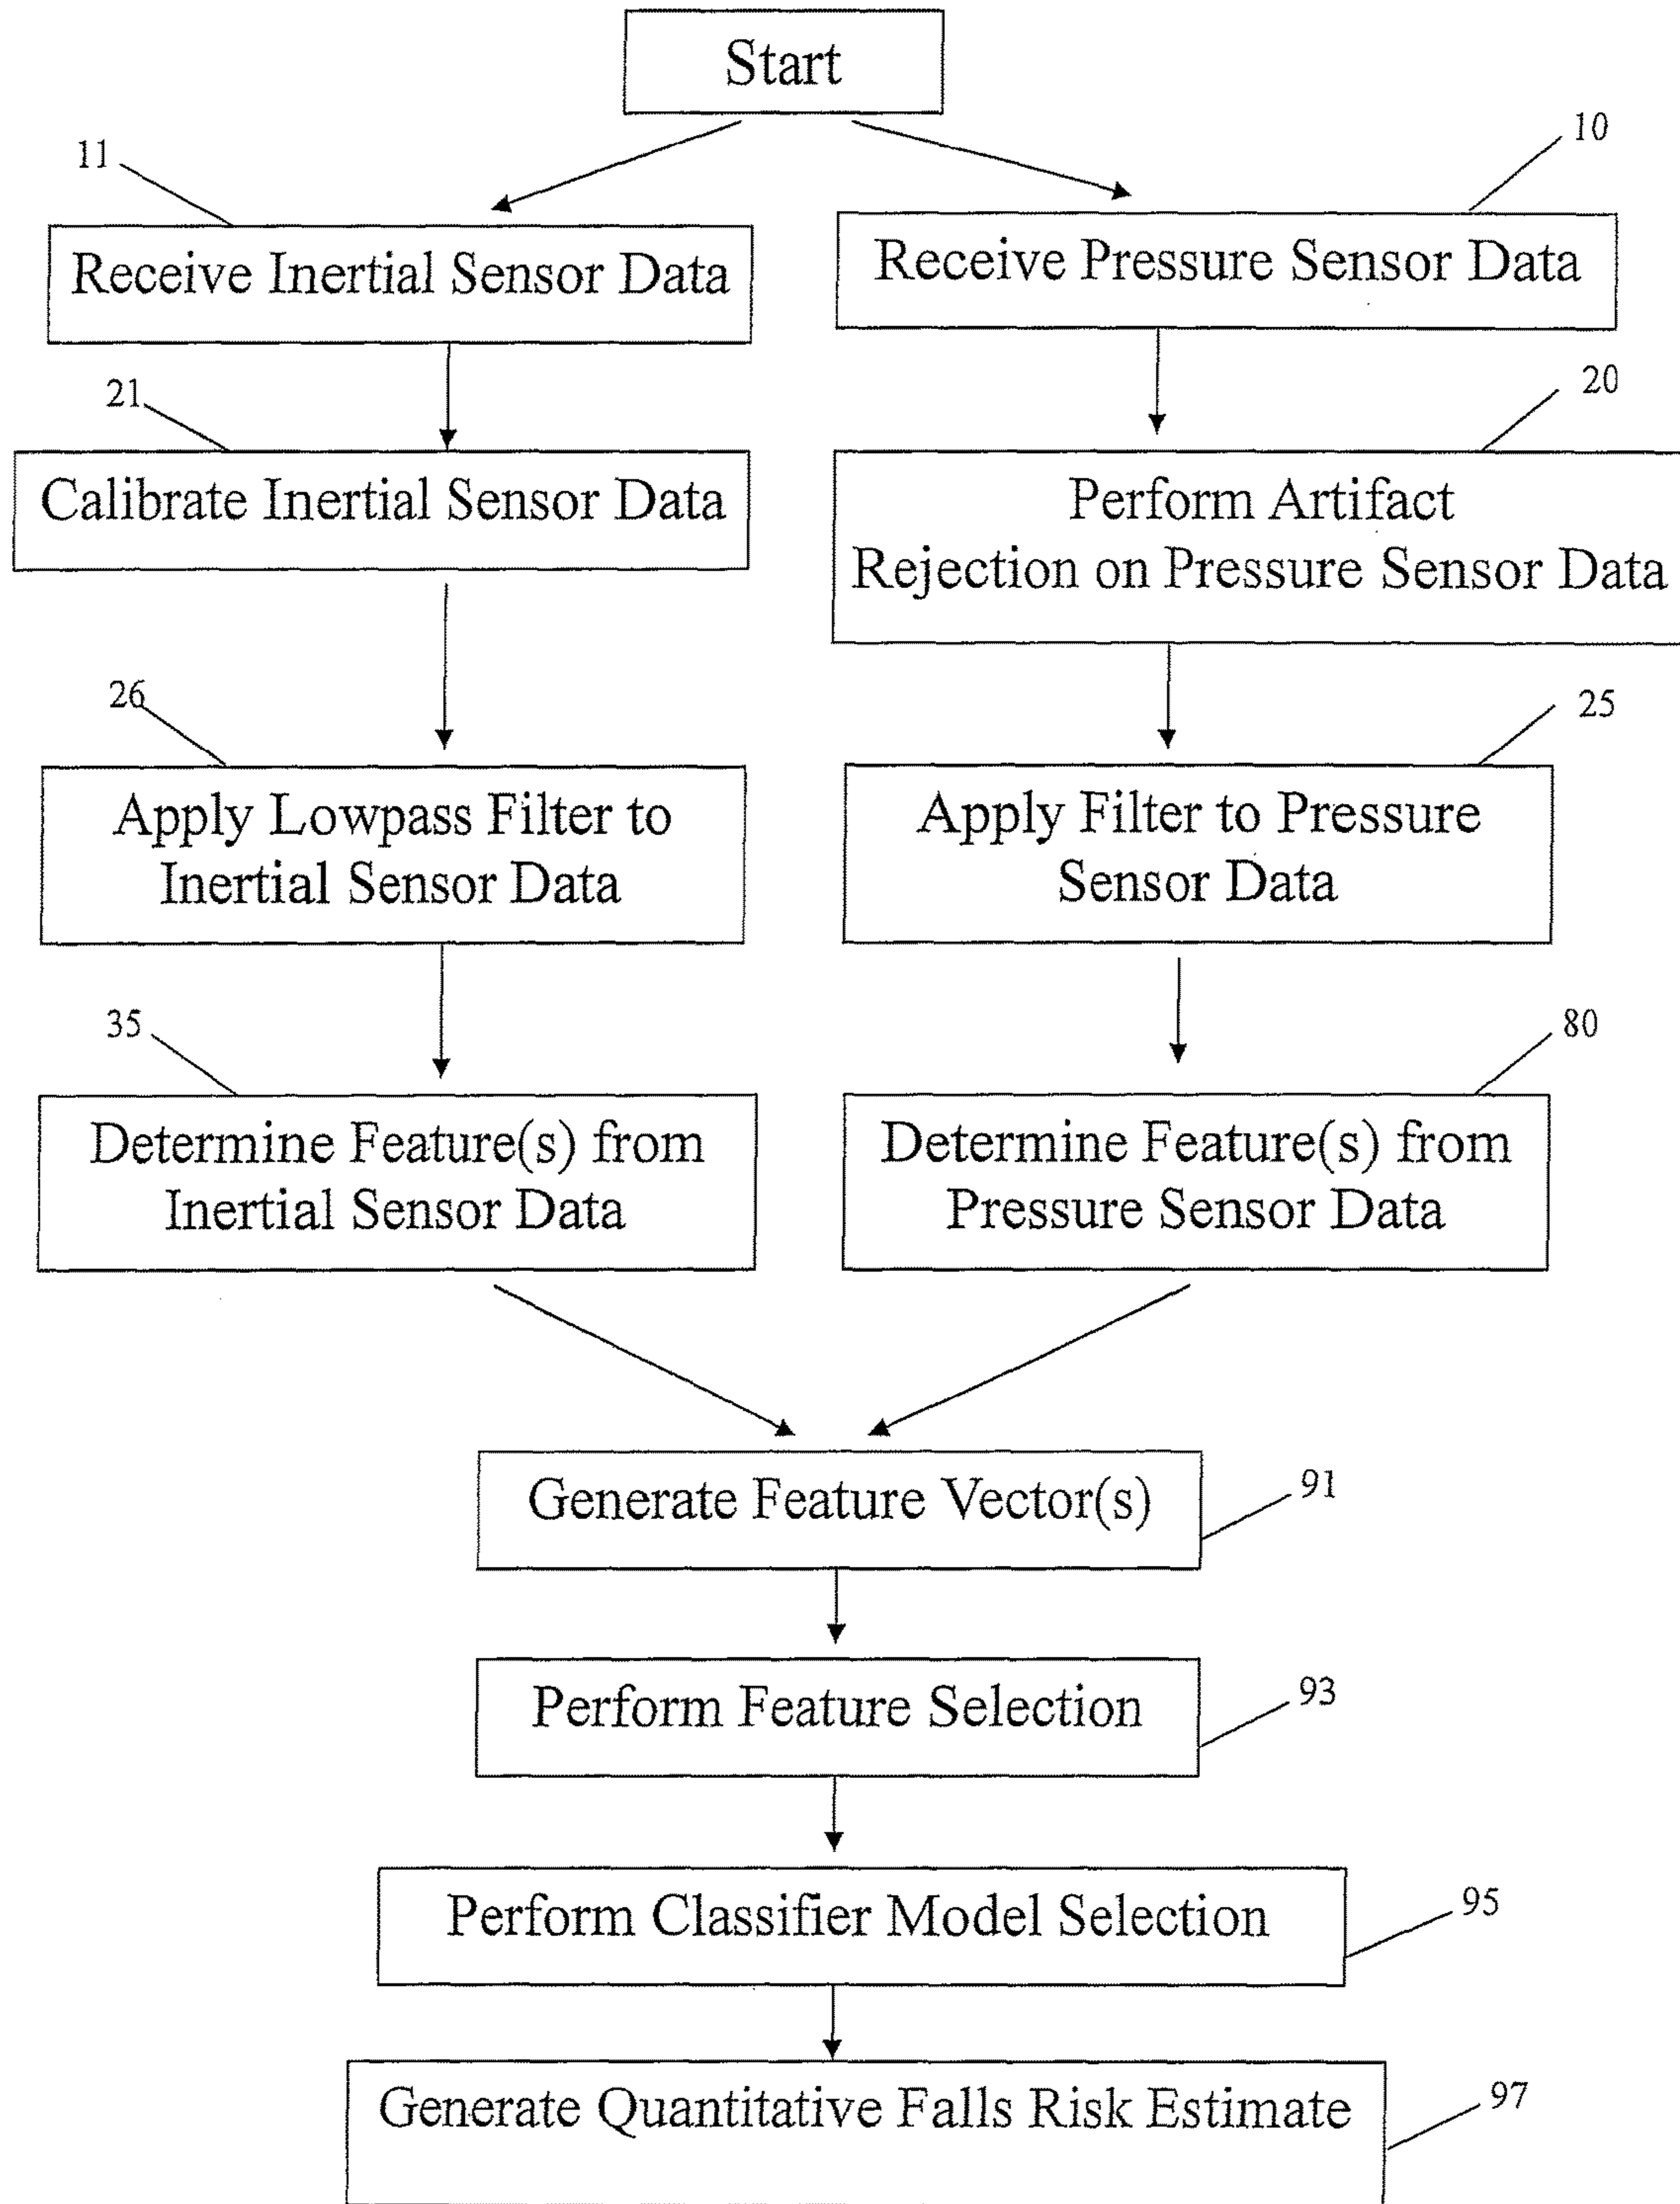 Start
11
10
Receive Inertial Sensor Data
Receive Pressure Sensor Data
21
20
Calibrate Inertial Sensor Data
Perform Artifact
Rejection on Pressure Sensor Data
26
25
Apply Lowpass Filter to
Inertial Sensor Data
Apply Filter to Pressure
Sensor Data
35
80
Determine Feature(s) from
Inertial Sensor Data
Determine Feature(s) from
Pressure Sensor Data
Generate Feature Vector(s)
91
Perform Feature Selection
93
Perform Classifier Model Selection
95
Generate Quantitative Falls Risk Estimate
97